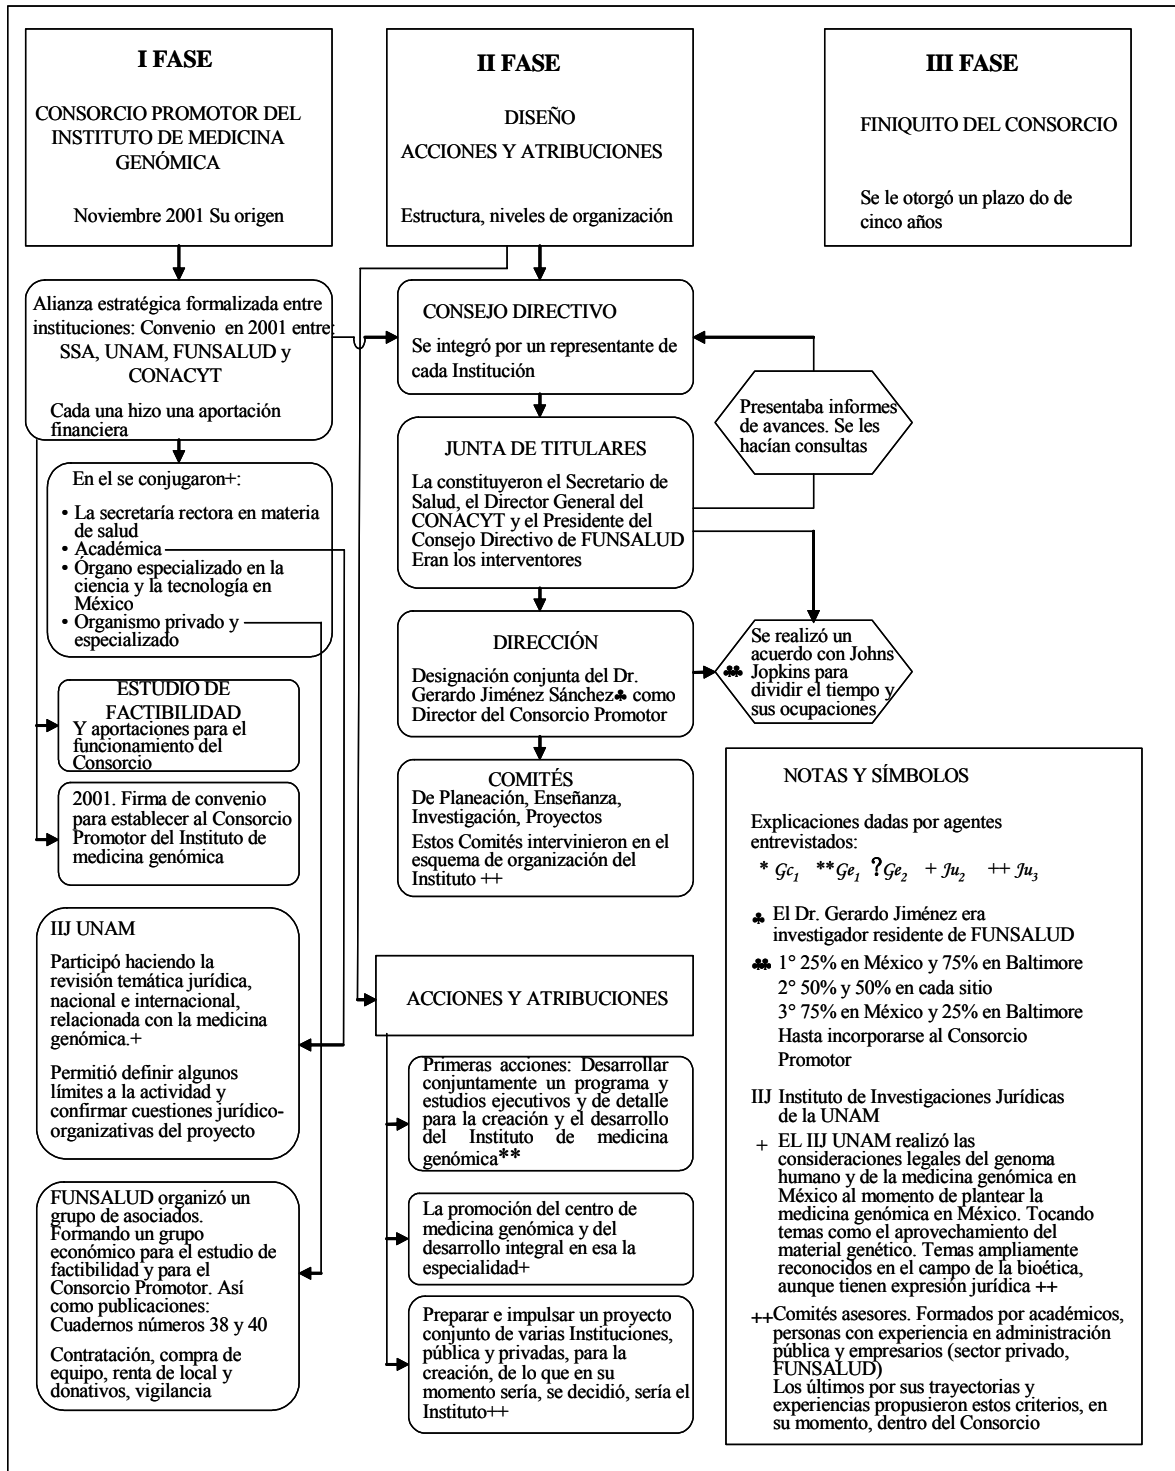 I FASE
CONSORCIO PROMOTOR DEL
INSTITUTO DE MEDICINA
GENÓMICA
Noviembre 2001 Su origen
II FASE
DISEÑO
ACCIONES Y ATRIBUCIONES
Estructura, niveles de organización
III FASE
FINIQUITO DEL CONSORCIO
Se le otorgó un plazo do de
cinco años
Alianza estratégica formalizada entre
instituciones: Convenio en 2001 entre:
SSA, UNAM, FUNSALUD y
CONACYT
Cada una hizo una aportación
financiera
En el se conjugaron+:
• La secretaría rectora en materia
de salud
• Académica
• Órgano especializado en la
ciencia y la tecnología en
México
• Organismo privado y
especializado
ESTUDIO DE
FACTIBILIDAD
Y aportaciones para el
funcionamiento del
Consorcio
2001. Firma de convenio
para establecer al Consorcio
Promotor del Instituto de
medicina genómica
IIJ UNAM
Participó haciendo la
revisión temática jurídica,
nacional e internacional,
relacionada con la medicina
genómica.+
Permitió definir algunos
límites a la actividad y
confirmar cuestiones jurídico-
organizativas del proyecto
FUNSALUD organizó un
grupo de asociados.
Formando un grupo
económico para el estudio de
factibilidad y para el
Consorcio Promotor. Así
como publicaciones:
Cuadernos números 38 y 40
Contratación, compra de
equipo, renta de local y
donativos, vigilancia
CONSEJO DIRECTIVO
Se integró por un representante de
cada Institución
JUNTA DE TITULARES
La constituyeron el Secretario de
Salud, el Director General del
CONACYT y el Presidente del
Consejo Directivo de FUNSALUD
Eran los interventores
DIRECCIÓN
Designación conjunta del Dr.
Gerardo Jiménez Sánchez♣ como
Director del Consorcio Promotor
COMITÉS
De Planeación, Enseñanza,
Investigación, Proyectos
Estos Comités intervinieron en el
esquema de organización del
Instituto ++
ACCIONES Y ATRIBUCIONES
Primeras acciones: Desarrollar
conjuntamente un programa y
estudios ejecutivos y de detalle
para la creación y el desarrollo
del Instituto de medicina
genómica**
La promoción del centro de
medicina genómica y del
desarrollo integral en esa la
especialidad+
Preparar e impulsar un proyecto
conjunto de varias Instituciones,
pública y privadas, para la
creación, de lo que en su
momento sería, se decidió, sería el
Instituto++
Presentaba informes
de avances. Se les
hacían consultas
Se realizó un
acuerdo con Johns
♣♣ Jopkins para
dividir el tiempo y
sus ocupaciones
NOTAS Y SÍMBOLOS
Explicaciones dadas por agentes
entrevistados:
* Gc1 **Ge1 ?Ge2 + Ju2 ++ Ju3
♣ El Dr. Gerardo Jiménez era
investigador residente de FUNSALUD
♣♣ 1° 25% en México y 75% en Baltimore
2° 50% y 50% en cada sitio
3° 75% en México y 25% en Baltimore
Hasta incorporarse al Consorcio
Promotor
IIJ Instituto de Investigaciones Jurídicas
de la UNAM
+ EL IIJ UNAM realizó las
consideraciones legales del genoma
humano y de la medicina genómica en
México al momento de plantear la
medicina genómica en México. Tocando
temas como el aprovechamiento del
material genético. Temas ampliamente
reconocidos en el campo de la bioética,
aunque tienen expresión jurídica ++
++Comités asesores. Formados por académicos,
personas con experiencia en administración
pública y empresarios (sector privado,
FUNSALUD)
Los últimos por sus trayectorias y
experiencias propusieron estos criterios, en
su momento, dentro del Consorcio